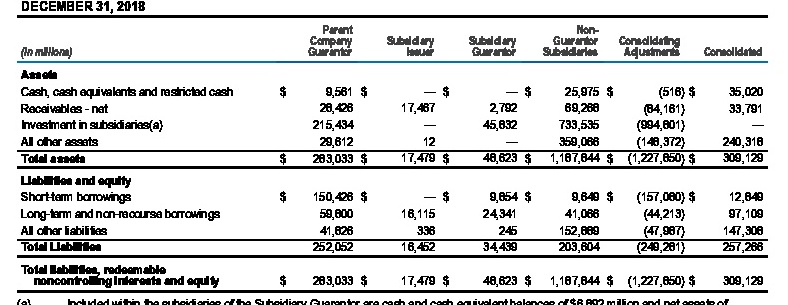 DECEMBER 31, 2018
(In millions) Parent Company Guarantor Subsidiary Issuer Subsidiary Guarantor Non-Guarantor Subsidiaries Consolidating Adjustments Consolidated
Assets
Cash, cash equivalents and restricted cash $ 9,561 $ — $ — $ 25,975 $ (516) $ 35,020
Receivables - net 28,426 17,467 2,792 69,268 (84,161) 33,791
Investment in subsidiaries(a) 215,434 — 45,832 733,535 (994,801) —
All other assets 29,612 12 — 359,066 (148,372) 240,318
Total assets $ 283,033 $ 17,479 $ 48,623 $ 1,187,844 $ (1,227,850) $ 309,129
Liabilities and equity
Short-term borrowings $ 150,426 $ — $ 9,854 $ 9,849 $ (157,060) $ 12,849
Long-term and non-recourse borrowings 59,800 16,115 24,341 41,066 (44,213) 97,109
All other liabilities 41,826 336 245 152,689 (47,987) 147,308
Total Liabilities 252,052 16,452 34,439 203,604 (249,261) 257,266
Total liabilities, redeemable
noncontrolling interests and equity $ 283,033 $ 17,479 $ 48,623 $ 1,187,844 $ (1,227,850) $ 309,129
(a) Included within the subsidiaries of the Subsidiary Guarantor are cash and cash equivalent balances of $6,892 million and net assets of